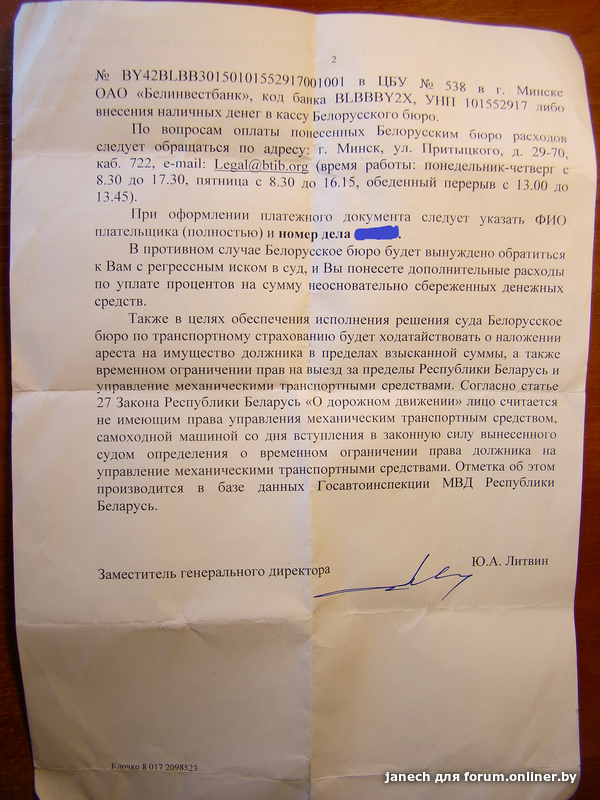 2
№ BY42BLBB30150101552917001001 в ЦБУ № 538 в г. Минске
ОАО «Белинвестбанк», код банка BLBBBY2X, УНП 101552917 либо
внесения наличных денег в кассу Белорусского бюро.
По вопросам оплаты понесенных Белорусским бюро расходов
следует обращаться по адресу: г. Минск, ул. Притыцкого, д. 29-70,
каб. 722, e-mail: Legal@btib.org (время работы: понедельник-четверг с
8.30 до 17.30, пятница с 8.30 до 16.15, обеденный перерыв с 13.00 до
13.45).
При оформлении платежного документа следует указать ФИО
плательщика (полностью) и номер дела .
В противном случае Белорусское бюро будет вынуждено обратиться
к Вам с регрессным иском в суд, и Вы понесете дополнительные расходы
по уплате процентов на сумму неосновательно сбереженных денежных
средств.
Также в целях обеспечения исполнения решения суда Белорусское
бюро по транспортному страхованию будет ходатайствовать о наложении
ареста на имущество должника в пределах взысканной суммы, а также
временном ограничении прав на выезд за пределы Республики Беларусь и
управление механическими транспортными средствами. Согласно статье
27 Закона Республики Беларусь «О дорожном движении» лицо считается
не имеющим права управления механическим транспортным средством,
самоходной машиной со дня вступления в законную силу вынесенного
судом определения о временном ограничении права должника на
управление механическими транспортными средствами. Отметка об этом
производится в базе данных Госавтоинспекции МВД Республики
Беларусь.
Заместитель генерального директора Ю.А. Литвин
Клочко 8 017 2098523
janech для forum.onliner.by